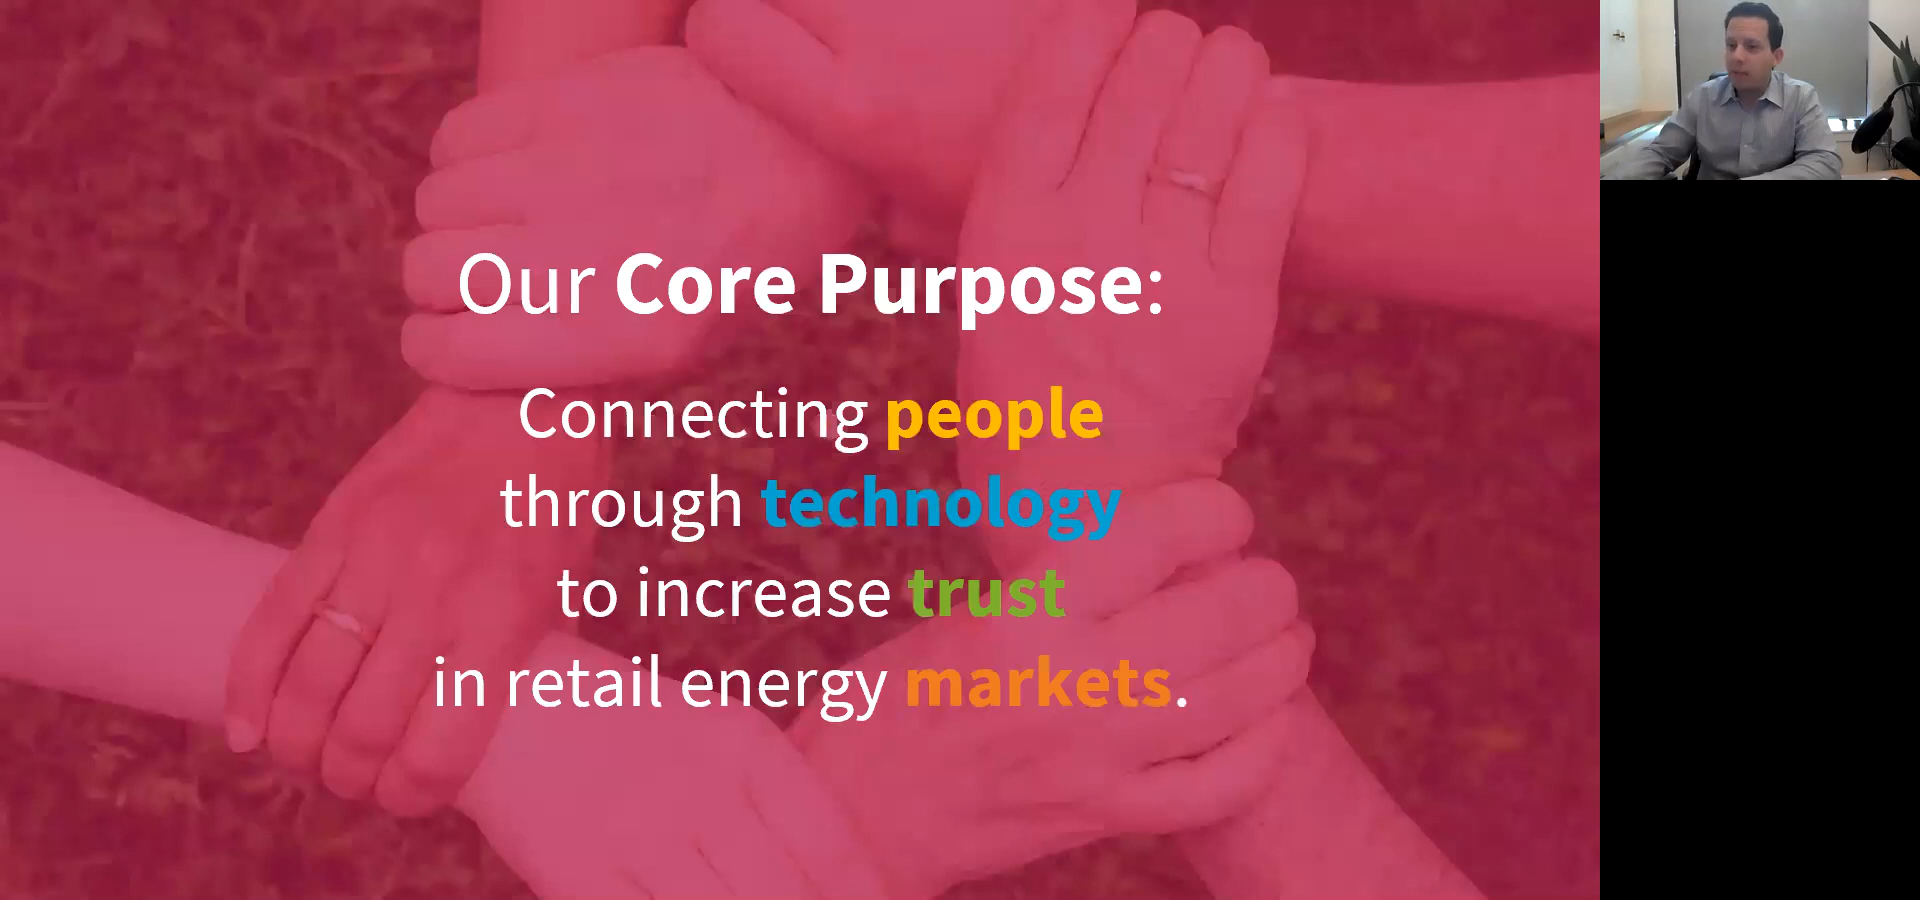 Our Core Purpose:
Connecting people
through technology
to increase trust
in retail energy markets.